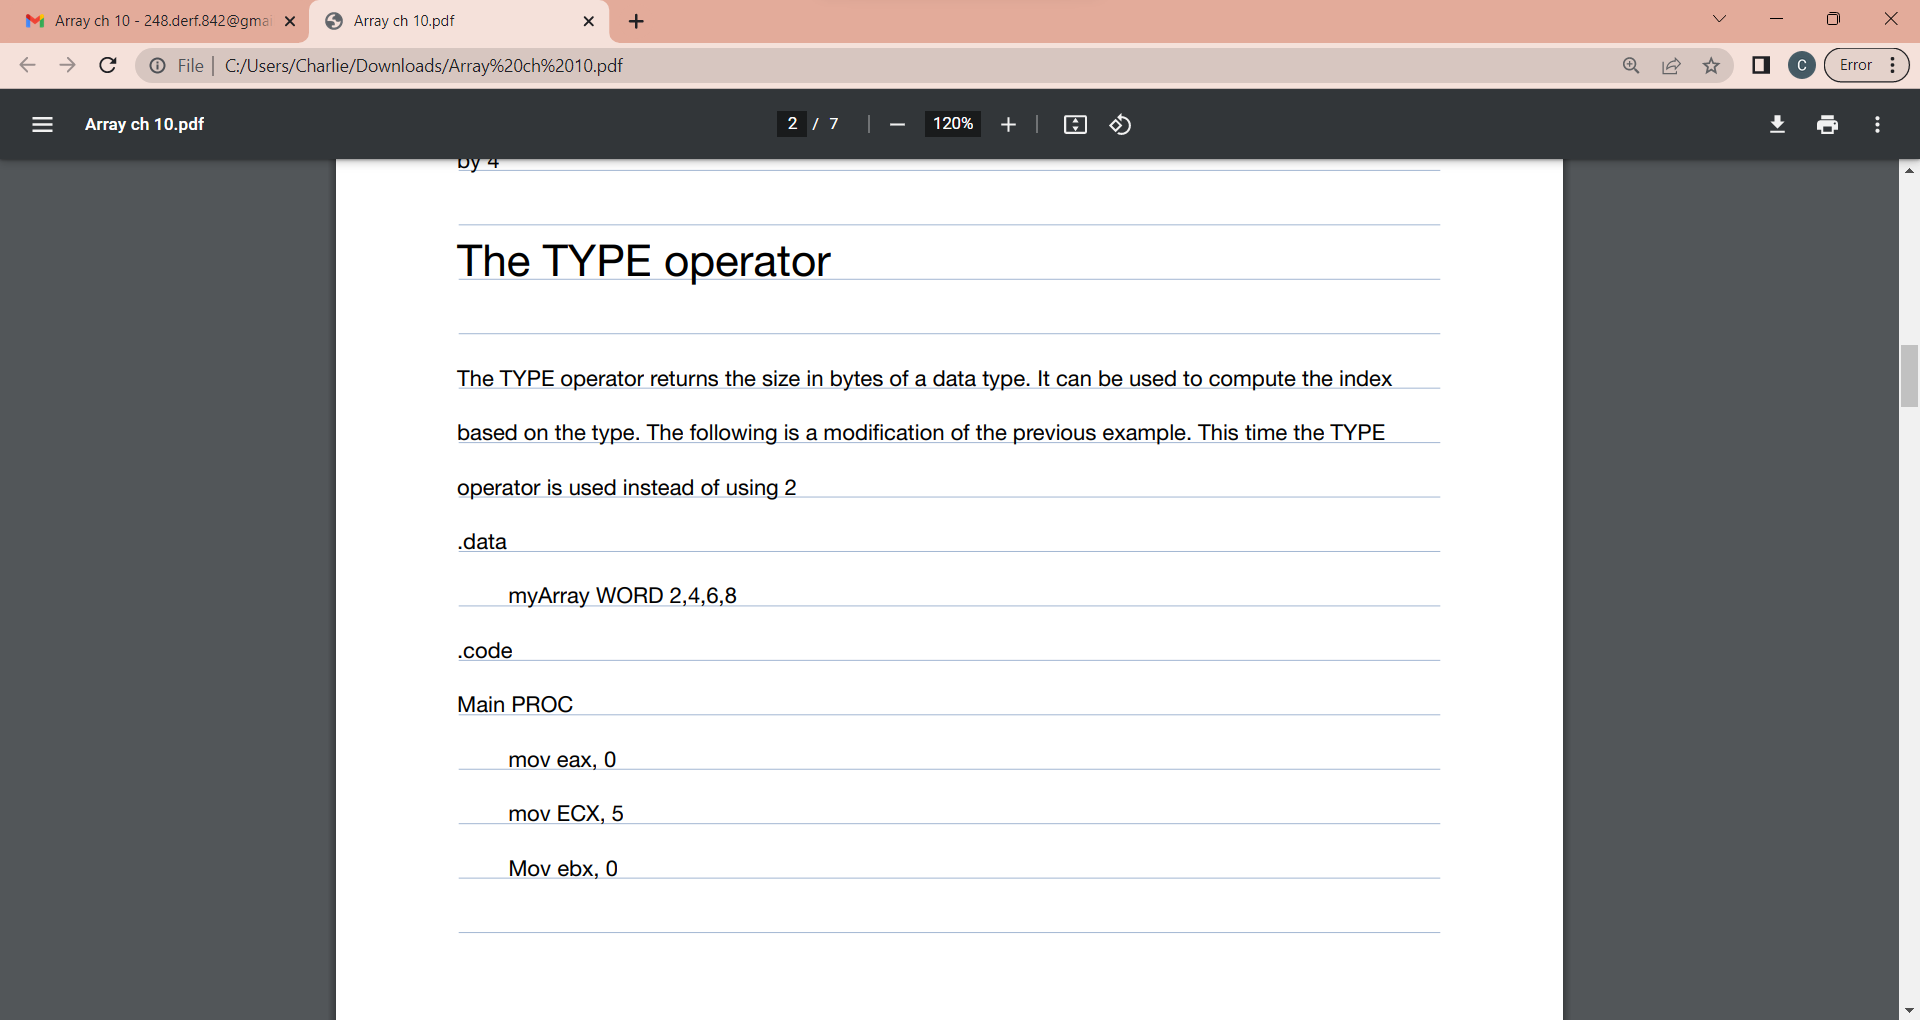 Array ch 10 - 248.derf.842@gmai
Array ch 10.pdf
File | C:/Users/Charlie/Downloads/Array%20ch%2010.pdf
C
Error
Array ch 10.pdf
2 / 7
120%
by 4
The TYPE operator
The TYPE operator returns the size in bytes of a data type. It can be used to compute the index
based on the type. The following is a modification of the previous example. This time the TYPE
operator is used instead of using 2
.data
myArray WORD 2,4,6,8
.code
Main PROC
mov eax, 0
mov ECX, 5
Mov ebx, 0